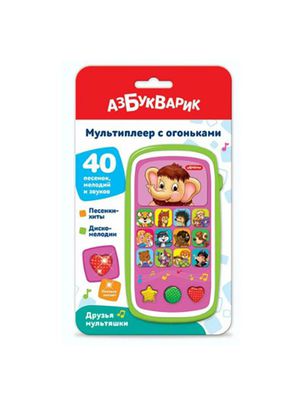 АЗБУКВАРИК
Мультиплеер с огоньками
40
песенок,
мелодий
и звуков
Песенки-
хиты
Диско-
мелодии
Друзья
мультяшки